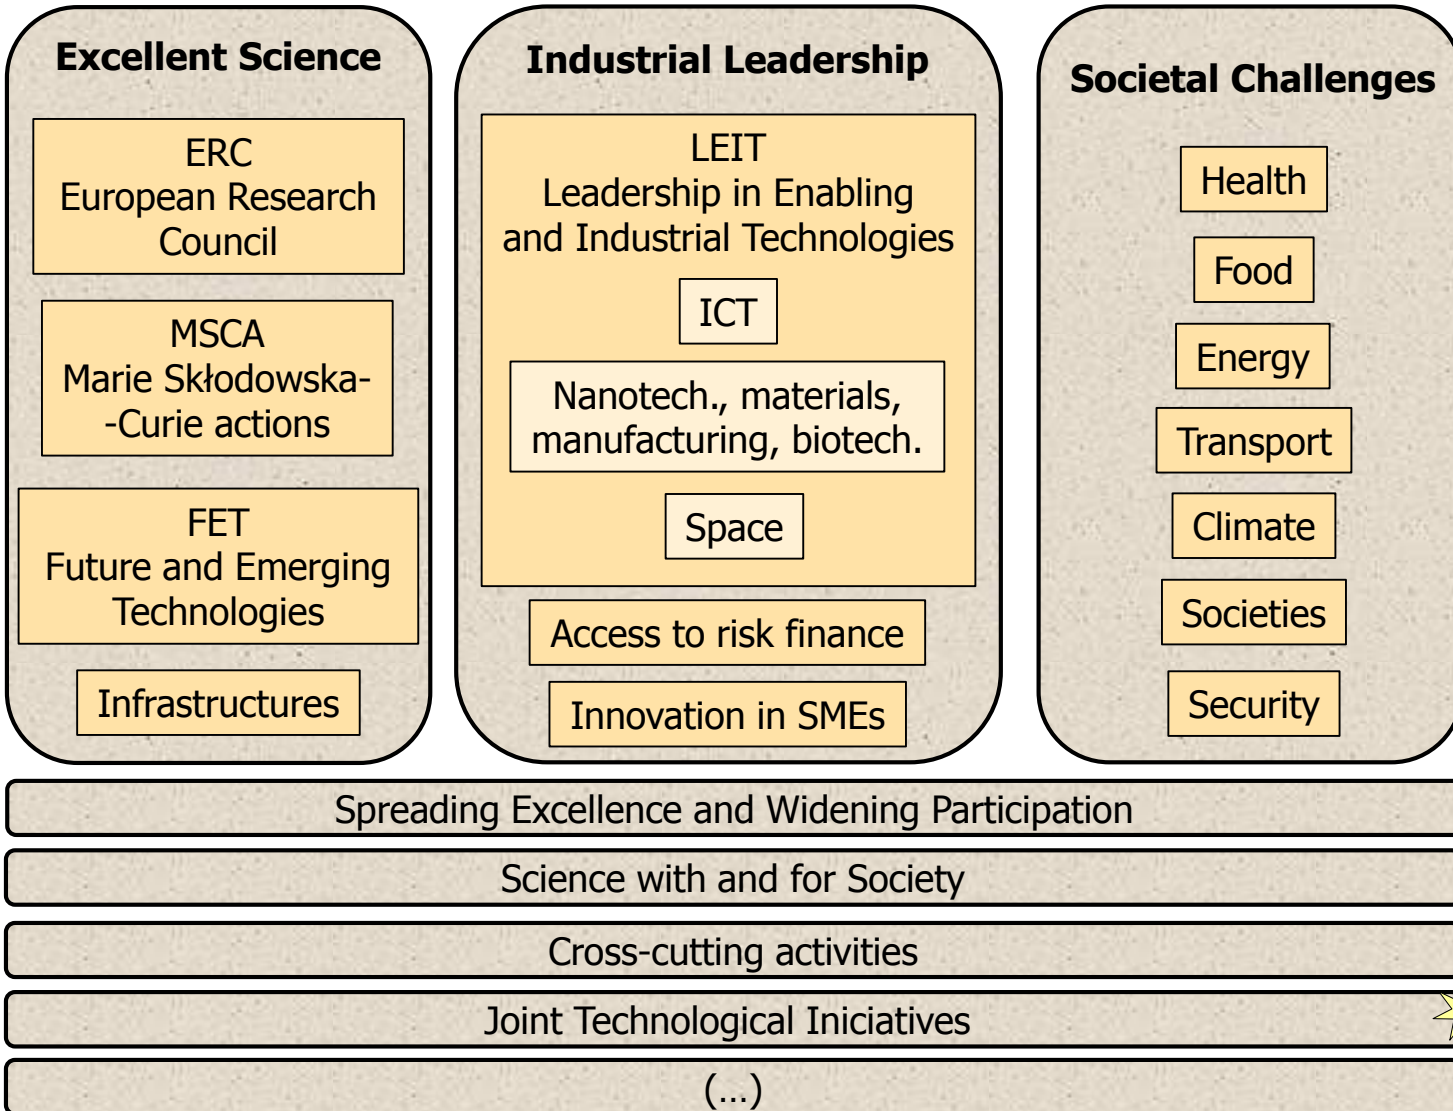 Excellent Science
ERC
European Research
Council
MSCA
Marie Skłodowska-
-Curie actions
FET
Future and Emerging
Technologies
Infrastructures
Industrial Leadership
LEIT
Leadership in Enabling
and Industrial Technologies
ICT
Nanotech., materials,
manufacturing, biotech.
Space
Access to risk finance
Innovation in SMEs
Societal Challenges
Health
Food
Energy
Transport
Climate
Societies
Security
Spreading Excellence and Widening Participation
Science with and for Society
Cross-cutting activities
Joint Technological Iniciatives
(...)